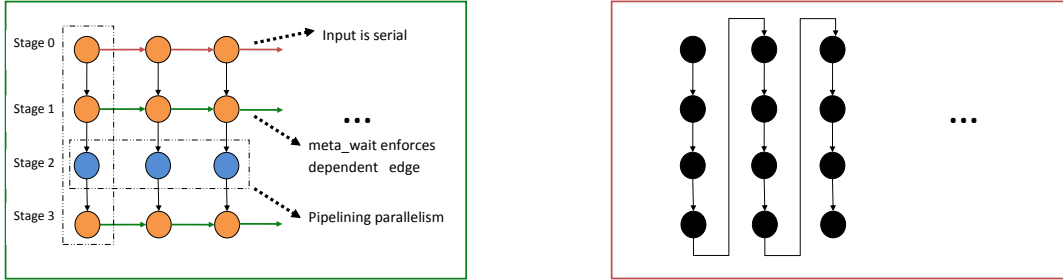 Stage 0
Input is serial
Stage 1
...
meta_wait enforces
dependent edge
Stage 2
Pipelining parallelism
Stage 3
...